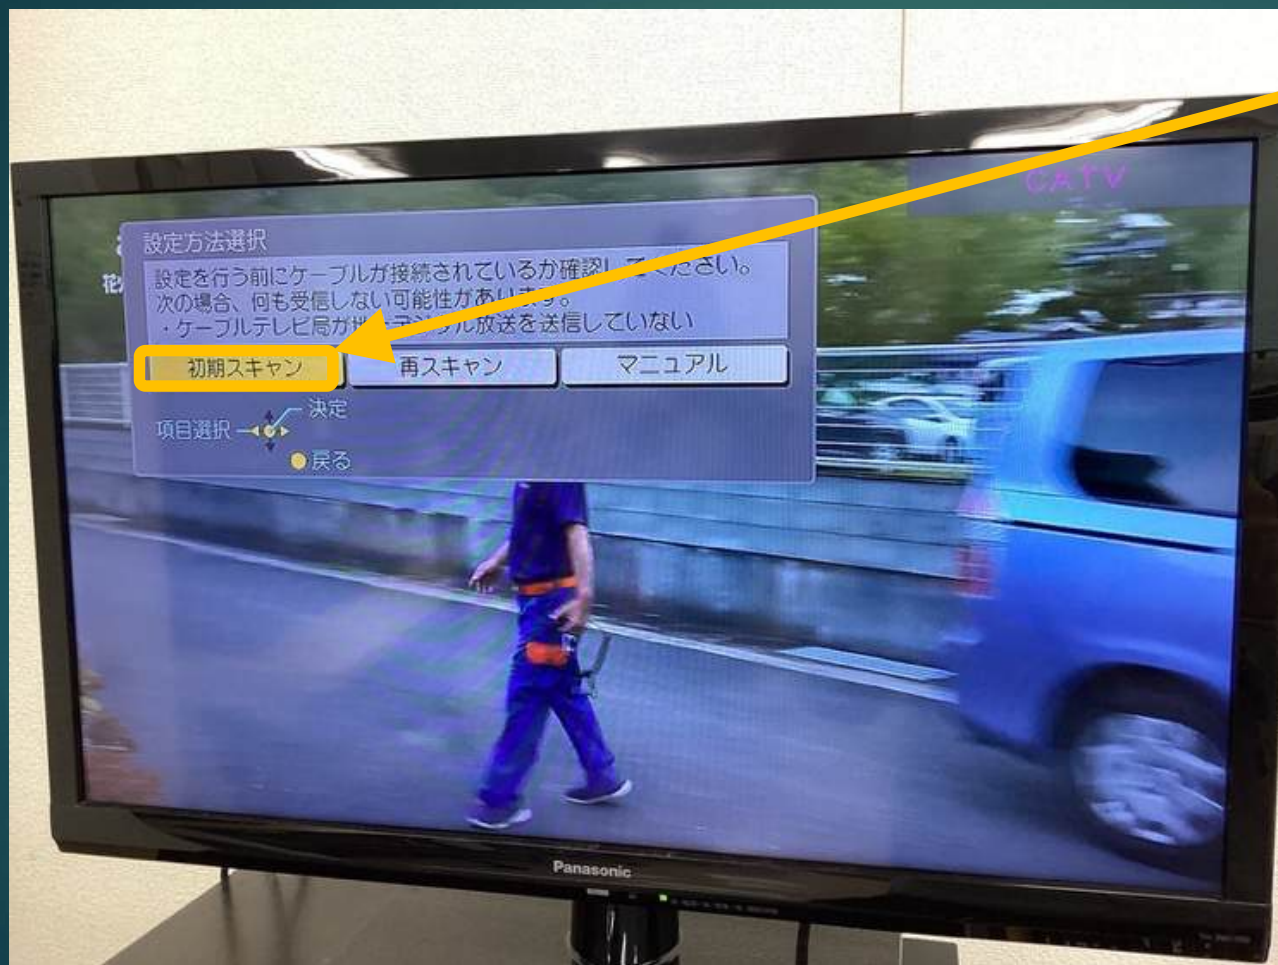 CATV
設定方法選択
設定を行う前にケーブルが接続されているか確認してください。
次の場合、何も受信しない可能性があります。
・ケーブルテレビ局が地上デジタル放送を送信していない
初期スキャン 再スキャン マニュアル
項目選択 決定
戻る
Panasonic